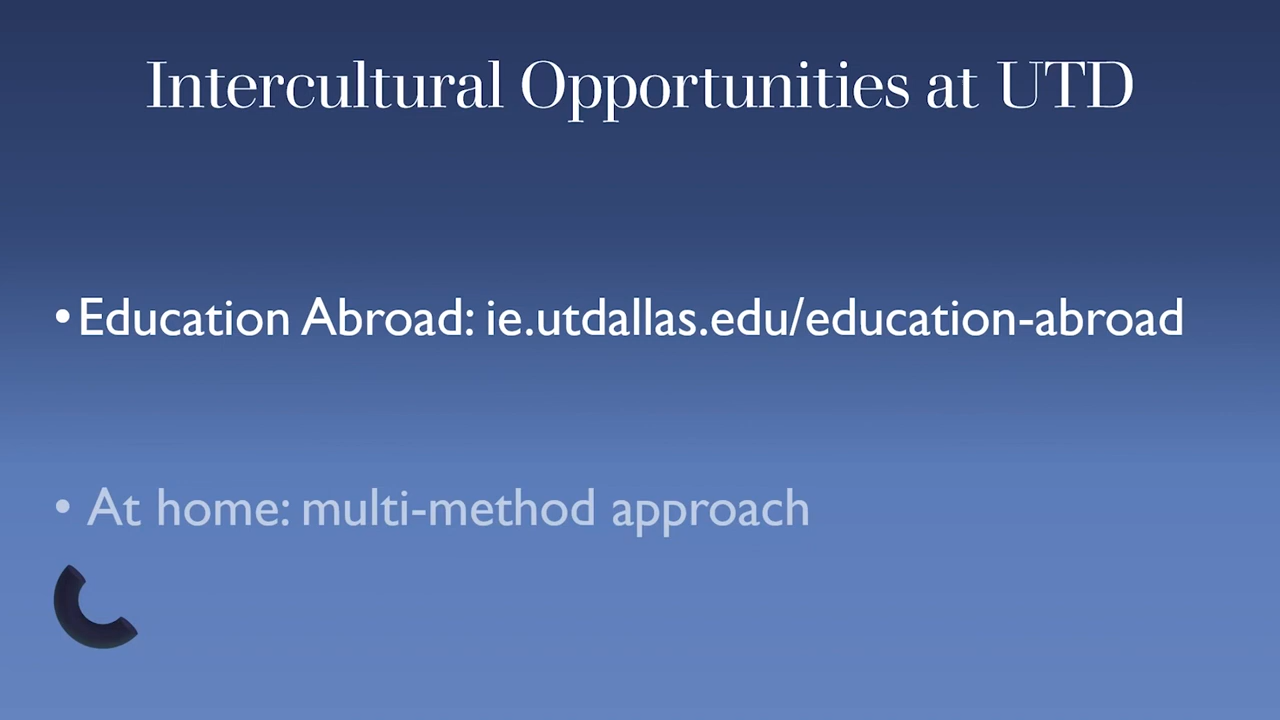 Intercultural Opportunities at UTD
•Education Abroad: ie.utdallas.edu/education-abroad
• At home: multi-method approach